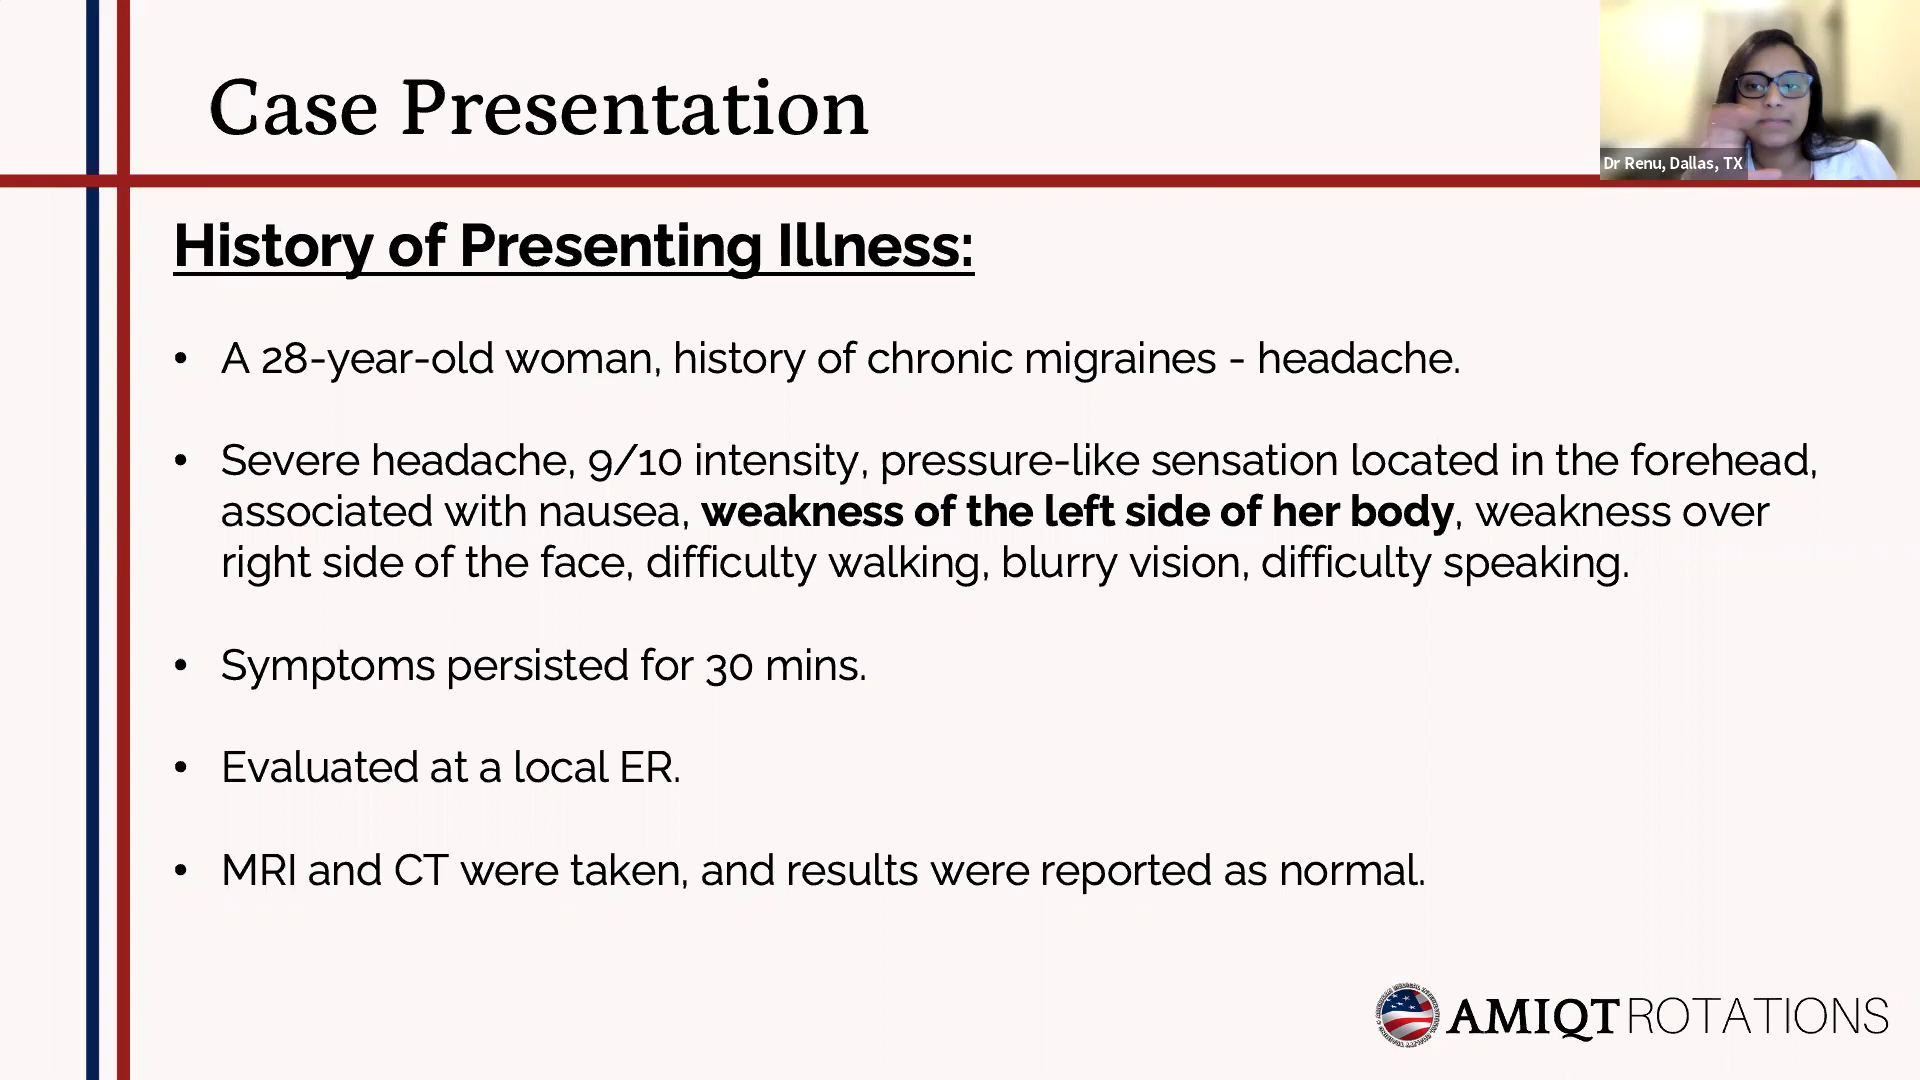 Case Presentation
Dr Renu, Dallas, TX
History of Presenting Illness:
• A 28-year-old woman, history of chronic migraines - headache.
• Severe headache, 9/10 intensity, pressure-like sensation located in the forehead,
associated with nausea, weakness of the left side of her body, weakness over
right side of the face, difficulty walking, blurry vision, difficulty speaking.
• Symptoms persisted for 30 mins.
• Evaluated at a local ER.
• MRI and CT were taken, and results were reported as normal.
AMIQT ROTATIONS